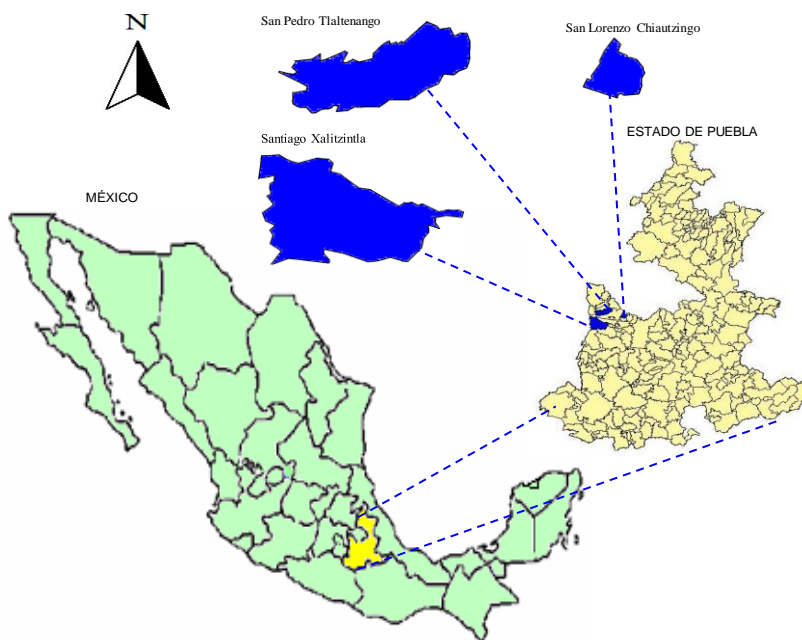 N
San Pedro Tlaltenango
San Lorenzo Chiautzingo
Santiago Xalitzintla
ESTADO DE PUEBLA
MÉXICO